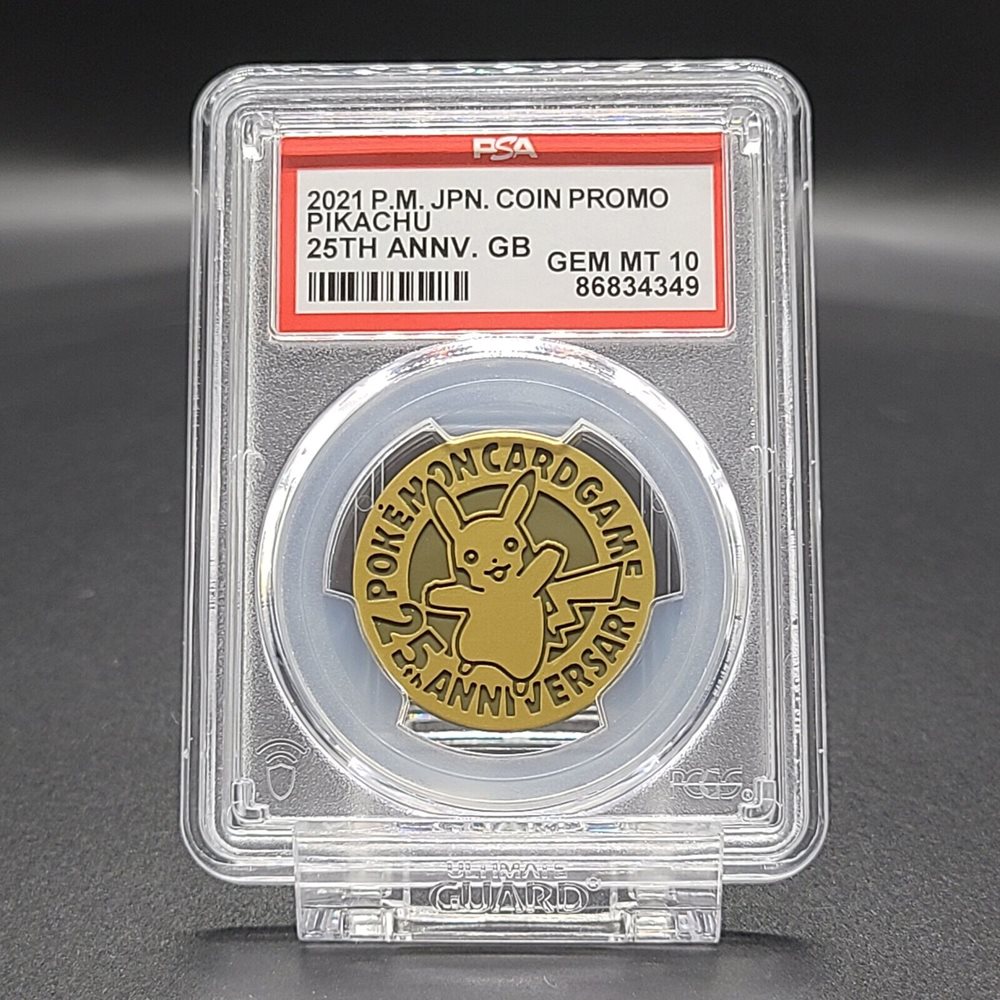 PSA
2021 P.M. JPN. COIN PROMO
PIKACHU
25TH ANNV. GB
GEM MT 10
86834349
POKÉMON CARD GAME
25th ANNIVERSARY
PCGS
ULTIMATE
GUARD